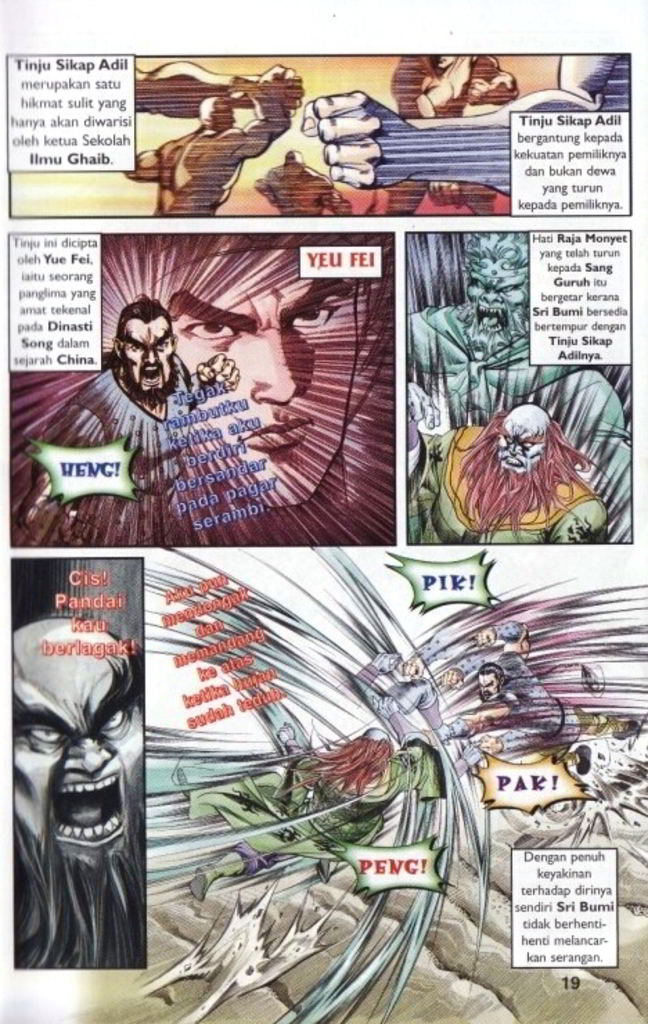 Tinju Sikap Adil
merupakan satu
hikmat sulit yang
hanya akan diwarisi
oleh ketua Sekolah
Ilmu Ghaib.
Tinju Sikap Adil
bergantung kepada
kekuatan pemiliknya
dan bukan dewa
yang turun
kepada pemiliknya.
Tinju ini dicipta
oleh Yue Fei,
iaitu seorang
panglima yang
amat tekenal
pada Dinasti
Song dalam
sejarah China.
YEU FEI
Tegak
rambutku
ketika aku
berdiri
bersandar
pada pagar
serambi.
HENG!
Hati Raja Monyet
yang telah turun
kepada Sang
Guruh itu
bergetar kerana
Sri Bumi bersedia
bertempur dengan
Tinju Sikap
Adilnya.
Cis!
Pandai
kau
berlagak!
Aku pun
mendongak
dan
memandang
ke atas
ketika hujan
sudah teduh.
PIK!
PAK!
PENG!
Dengan penuh
keyakinan
terhadap dirinya
sendiri Sri Bumi
tidak berhenti-
henti melancar-
kan serangan.
19